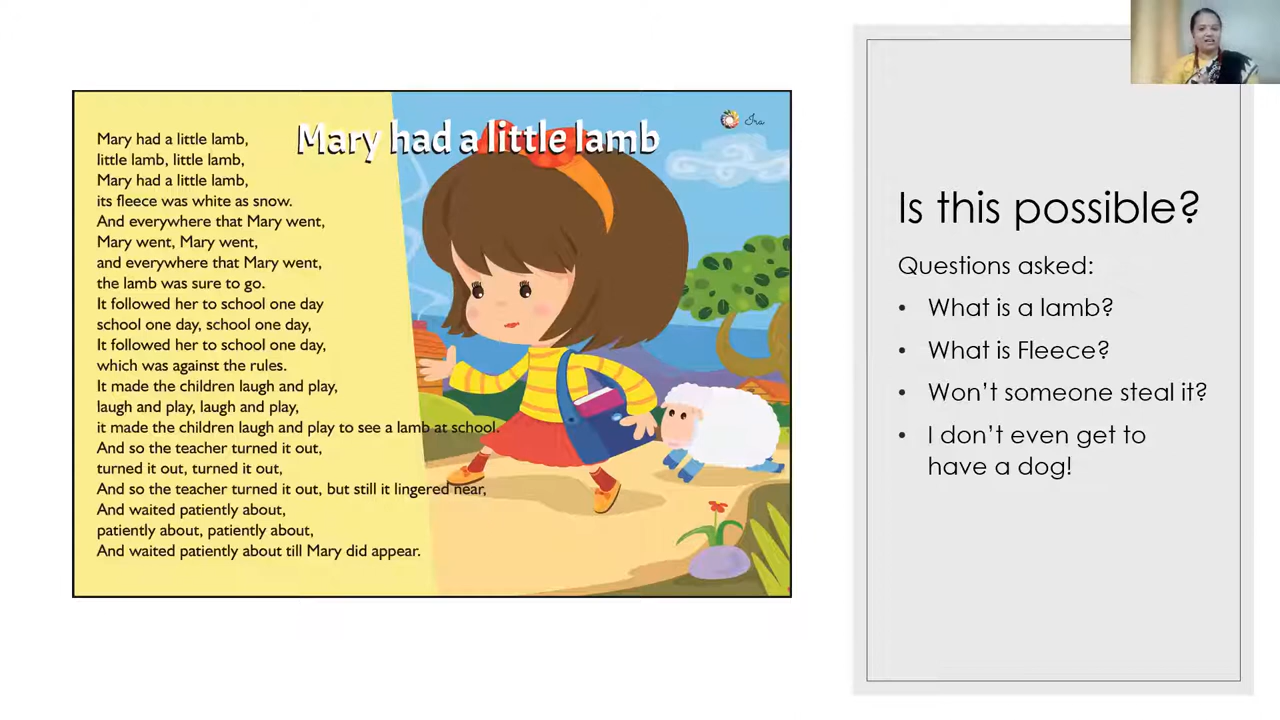 Mary had a little lamb
Ira
Mary had a little lamb,
little lamb, little lamb,
Mary had a little lamb,
its fleece was white as snow.
And everywhere that Mary went,
Mary went, Mary went,
and everywhere that Mary went,
the lamb was sure to go.
It followed her to school one day
school one day, school one day,
It followed her to school one day,
which was against the rules.
It made the children laugh and play,
laugh and play, laugh and play,
it made the children laugh and play to see a lamb at school.
And so the teacher turned it out,
turned it out, turned it out,
And so the teacher turned it out, but still it lingered near,
And waited patiently about,
patiently about, patiently about,
And waited patiently about till Mary did appear.
Is this possible?
Questions asked:
• What is a lamb?
• What is Fleece?
• Won't someone steal it?
• I don't even get to
have a dog!